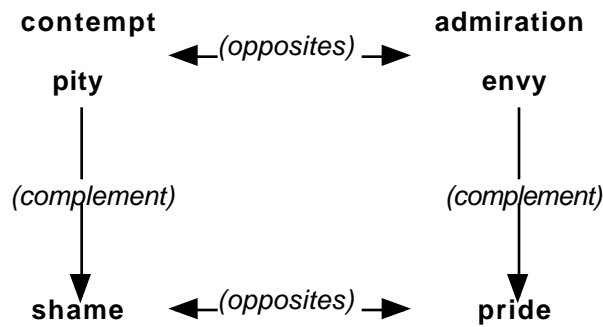 contempt admiration
(opposites)
pity envy
(complement) (complement)
(opposites)
shame pride